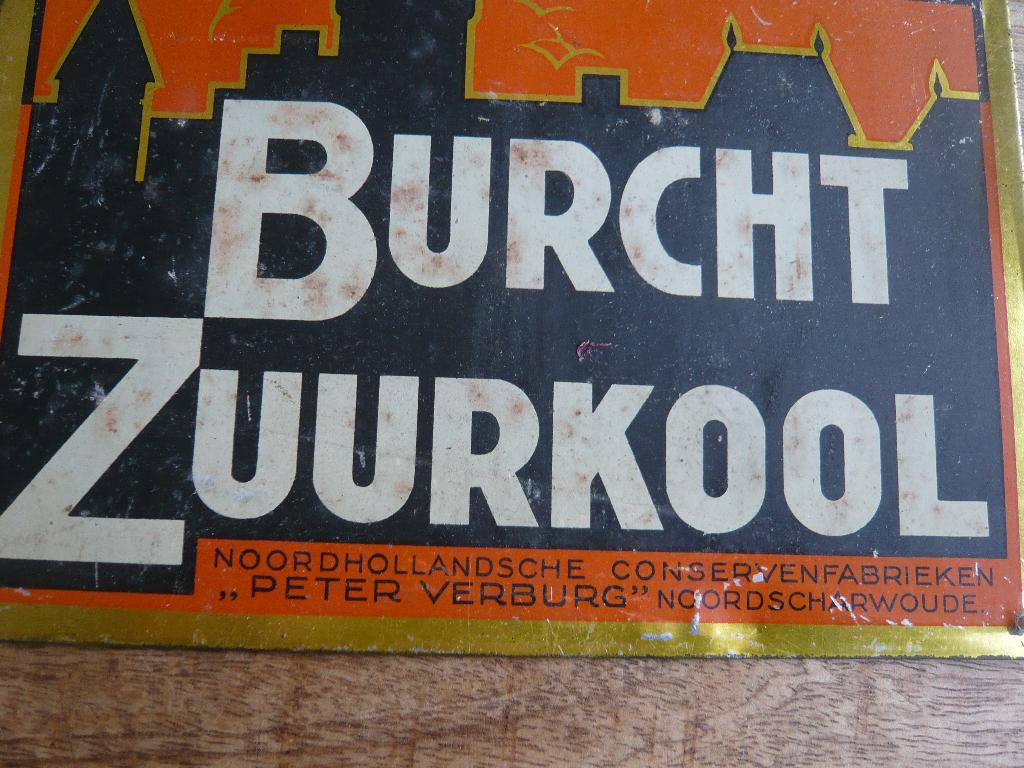 BURCHT
ZUURKOOL
NOORDHOLLANDSCHE CONSERVENFABRIEKEN
„PETER VERBURG” NOORDSCHARWOUDE.